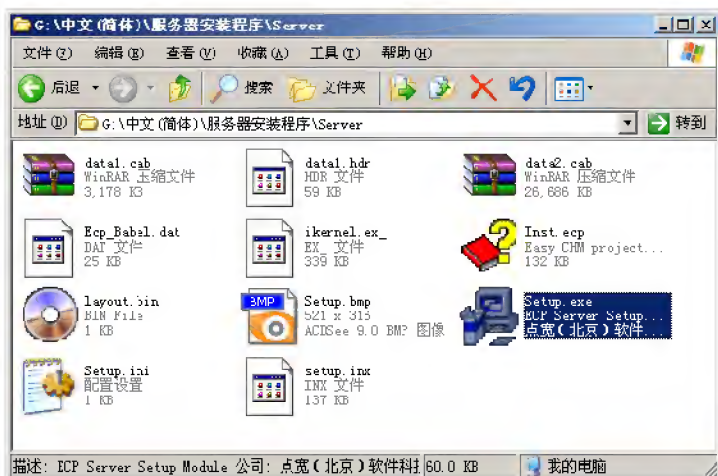 G:\中文(简体)\服务器安装程序\Server
文件(F) 编辑(E) 查看(V) 收藏(A) 工具(T) 帮助(H)
后退 搜索 文件夹
地址(D) G:\中文(简体)\服务器安装程序\Server 转到
data1.cab
WinRAR 压缩文件
3,178 KB
data1.hdr
HDR 文件
59 KB
data2.cab
WinRAR 压缩文件
26,686 KB
Ecp_Babel.dat
DAT 文件
25 KB
ikernel.ex_
EX_ 文件
339 KB
Inst.ecp
Easy CHM project...
132 KB
layout.bin
BIN File
1 KB
BMP
Setup.bmp
521 x 315
ACDSee 9.0 BMP 图像
Setup.exe
ECP Server Setup...
点宽(北京)软件...
Setup.ini
配置设置
1 KB
setup.inx
INX 文件
137 KB
描述: ECP Server Setup Module 公司: 点宽(北京)软件科技 60.0 KB 我的电脑